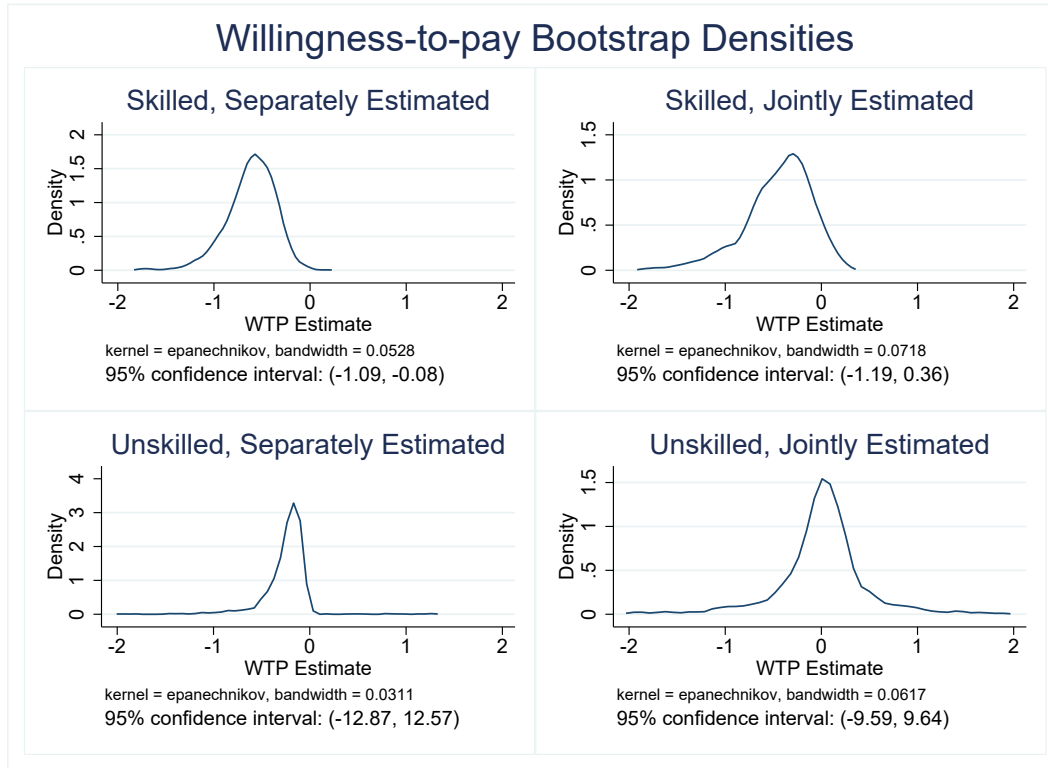 Willingness-to-pay Bootstrap Densities
Skilled, Separately Estimated
Density
2
1.5
1
.5
0
-2 -1 0 1 2
WTP Estimate
kernel = epanechnikov, bandwidth = 0.0528
95% confidence interval: (-1.09, -0.08)
Skilled, Jointly Estimated
Density
1.5
1
.5
0
-2 -1 0 1 2
WTP Estimate
kernel = epanechnikov, bandwidth = 0.0718
95% confidence interval: (-1.19, 0.36)
Unskilled, Separately Estimated
Density
4
3
2
1
0
-2 -1 0 1 2
WTP Estimate
kernel = epanechnikov, bandwidth = 0.0311
95% confidence interval: (-12.87, 12.57)
Unskilled, Jointly Estimated
Density
1.5
1
.5
0
-2 -1 0 1 2
WTP Estimate
kernel = epanechnikov, bandwidth = 0.0617
95% confidence interval: (-9.59, 9.64)